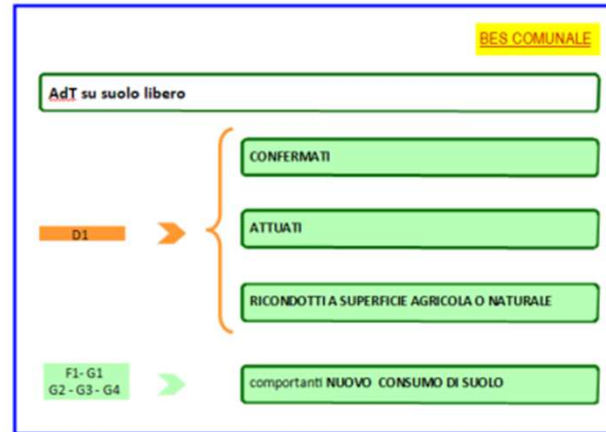 BES COMUNALE
AdT su suolo libero
CONFERMATI
D1
ATTUATI
RICONDOTTI A SUPERFICIE AGRICOLA O NATURALE
F1- G1
G2 - G3 - G4
comportanti NUOVO CONSUMO DI SUOLO